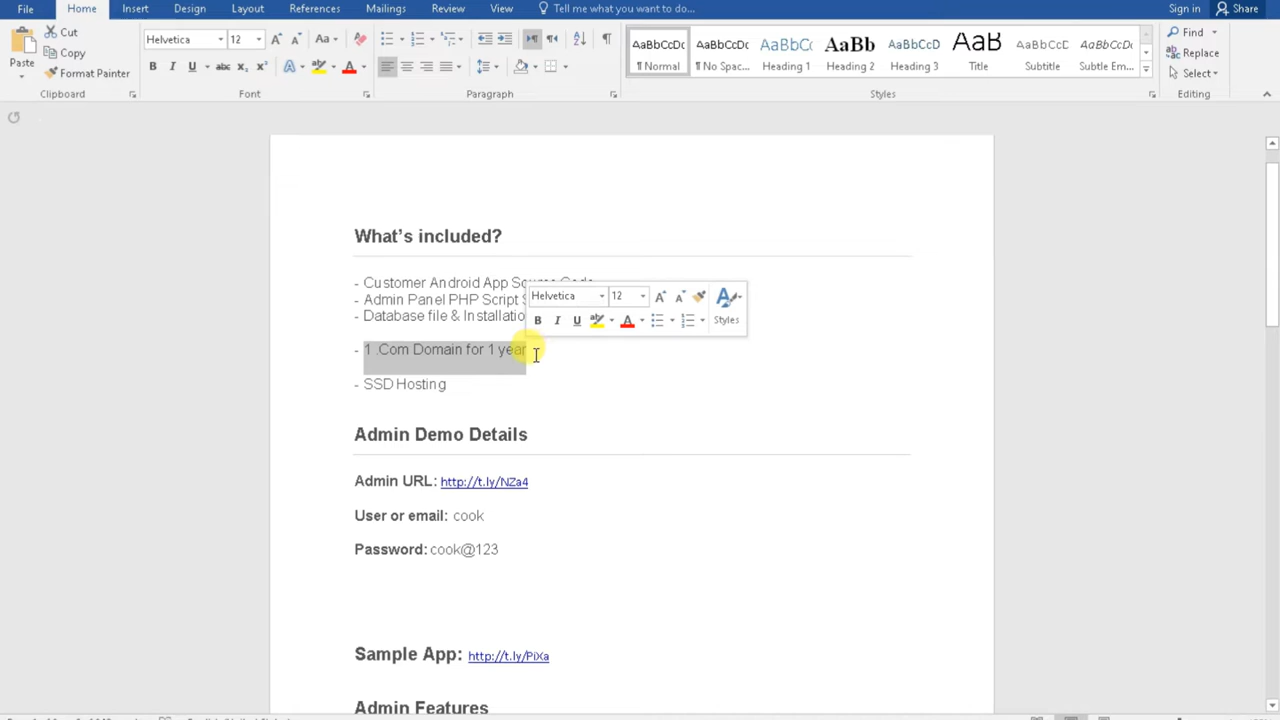 File Home Insert Design Layout References Mailings Review View Tell me what you want to do... Sign in Share
Paste Cut Copy Format Painter
Helvetica 12
AaBbCcDc AaBbCcDc AaBbCc AaBb AaBbCcD AaB AaBbCcD AaBbCcDc
¶ Normal ¶ No Spac... Heading 1 Heading 2 Heading 3 Title Subtitle Subtle Em...
Find Replace Select
Clipboard Font Paragraph Styles Editing
What's included?
- Customer Android App Source Code
- Admin Panel PHP Script S
- Database file & Installatio
Helvetica 12
B I U Styles
- 1 .Com Domain for 1 year
- SSD Hosting
Admin Demo Details
Admin URL: http://t.ly/NZa4
User or email: cook
Password: cook@123
Sample App: http://t.ly/PiXa
Admin Features